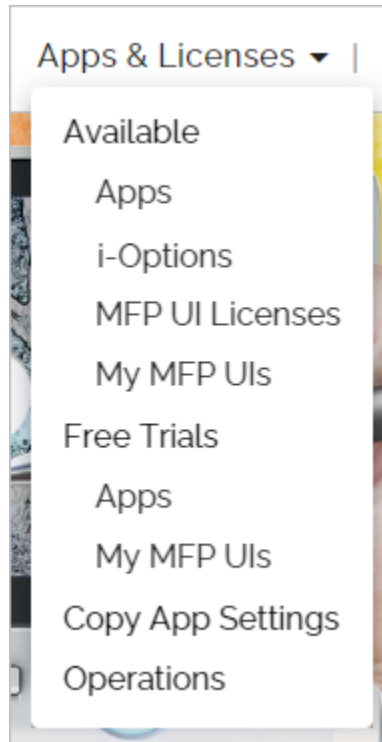 Apps & Licenses ▾ |
Available
Apps
i-Options
MFP UI Licenses
My MFP UIs
Free Trials
Apps
My MFP UIs
Copy App Settings
Operations